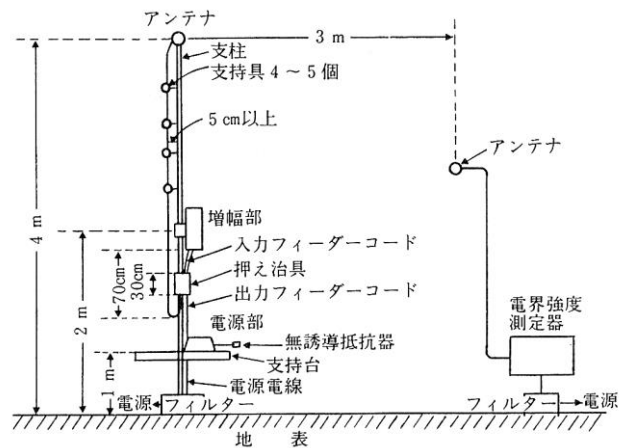 アンテナ
3 m
支柱
支持具 4 ～ 5 個
5 cm以上
アンテナ
4 m
増幅部
入力フィーダーコード
押え治具
出力フィーダーコード
70cm
30cm
2 m
電源部
無誘導抵抗器
支持台
1 m
電源電線
電界強度
測定器
電源
フィルター
フィルター
電源
地 表